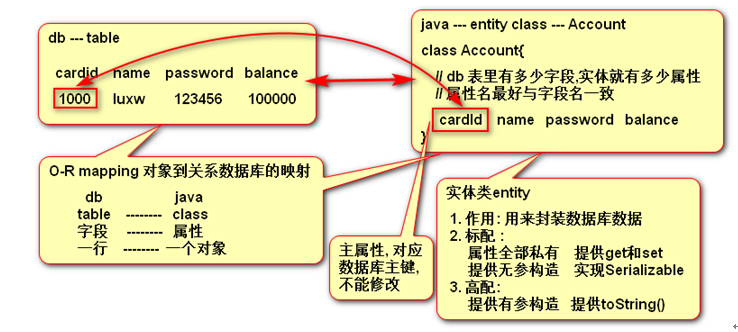 db --- table
cardid name password balance
1000 luxw 123456 100000
java --- entity class --- Account
class Account{
// db 表里有多少字段,实体就有多少属性
// 属性名最好与字段名一致
cardId name password balance
}
O-R mapping 对象到关系数据库的映射
db java
table -------- class
字段 -------- 属性
一行 -------- 一个对象
主属性, 对应
数据库主键,
不能修改
实体类entity
1. 作用: 用来封装数据库数据
2. 标配:
属性全部私有 提供get和set
提供无参构造 实现Serializable
3. 高配:
提供有参构造 提供toString()